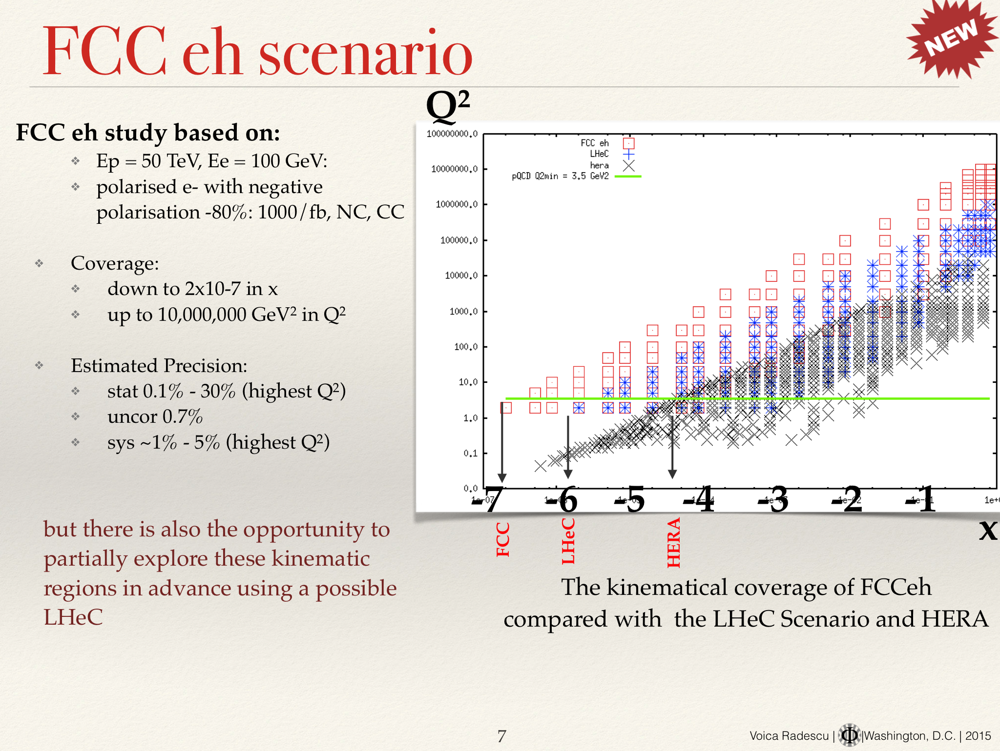 FCC eh scenario
NEW
FCC eh study based on:
❖ Ep = 50 TeV, Ee = 100 GeV:
❖ polarised e- with negative
polarisation -80%: 1000/fb, NC, CC
❖ Coverage:
❖ down to 2x10-7 in x
❖ up to 10,000,000 GeV² in Q²
❖ Estimated Precision:
❖ stat 0.1% - 30% (highest Q²)
❖ uncor 0.7%
❖ sys ~1% - 5% (highest Q²)
but there is also the opportunity to
partially explore these kinematic
regions in advance using a possible
LHeC
Q²
100000000.0
10000000.0
1000000.0
100000.0
10000.0
1000.0
100.0
10.0
1.0
0.1
0.0
FCC eh
LHeC
hera
pQCD Q2min = 3.5 GeV2
-7 -6 -5 -4 -3 -2 -1
x
FCC
LHeC
HERA
The kinematical coverage of FCCeh
compared with the LHeC Scenario and HERA
7
Voica Radescu | Φ |Washington, D.C. | 2015